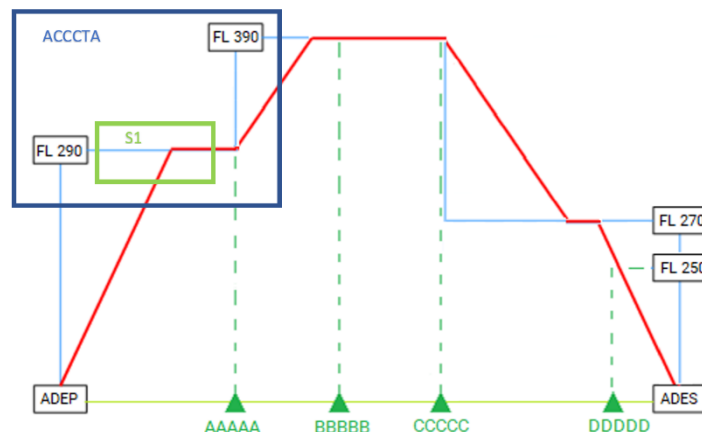 ACCCTA
FL 390
S1
FL 290
FL 270
FL 250
ADEP
ADES
AAAAA
BBBBB
CCCCC
DDDDD